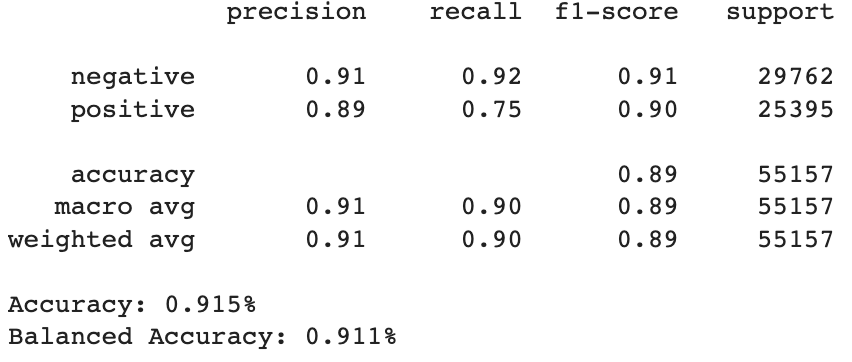 precision recall f1-score support
negative 0.91 0.92 0.91 29762
positive 0.89 0.75 0.90 25395
accuracy 0.89 55157
macro avg 0.91 0.90 0.89 55157
weighted avg 0.91 0.90 0.89 55157
Accuracy: 0.915%
Balanced Accuracy: 0.911%